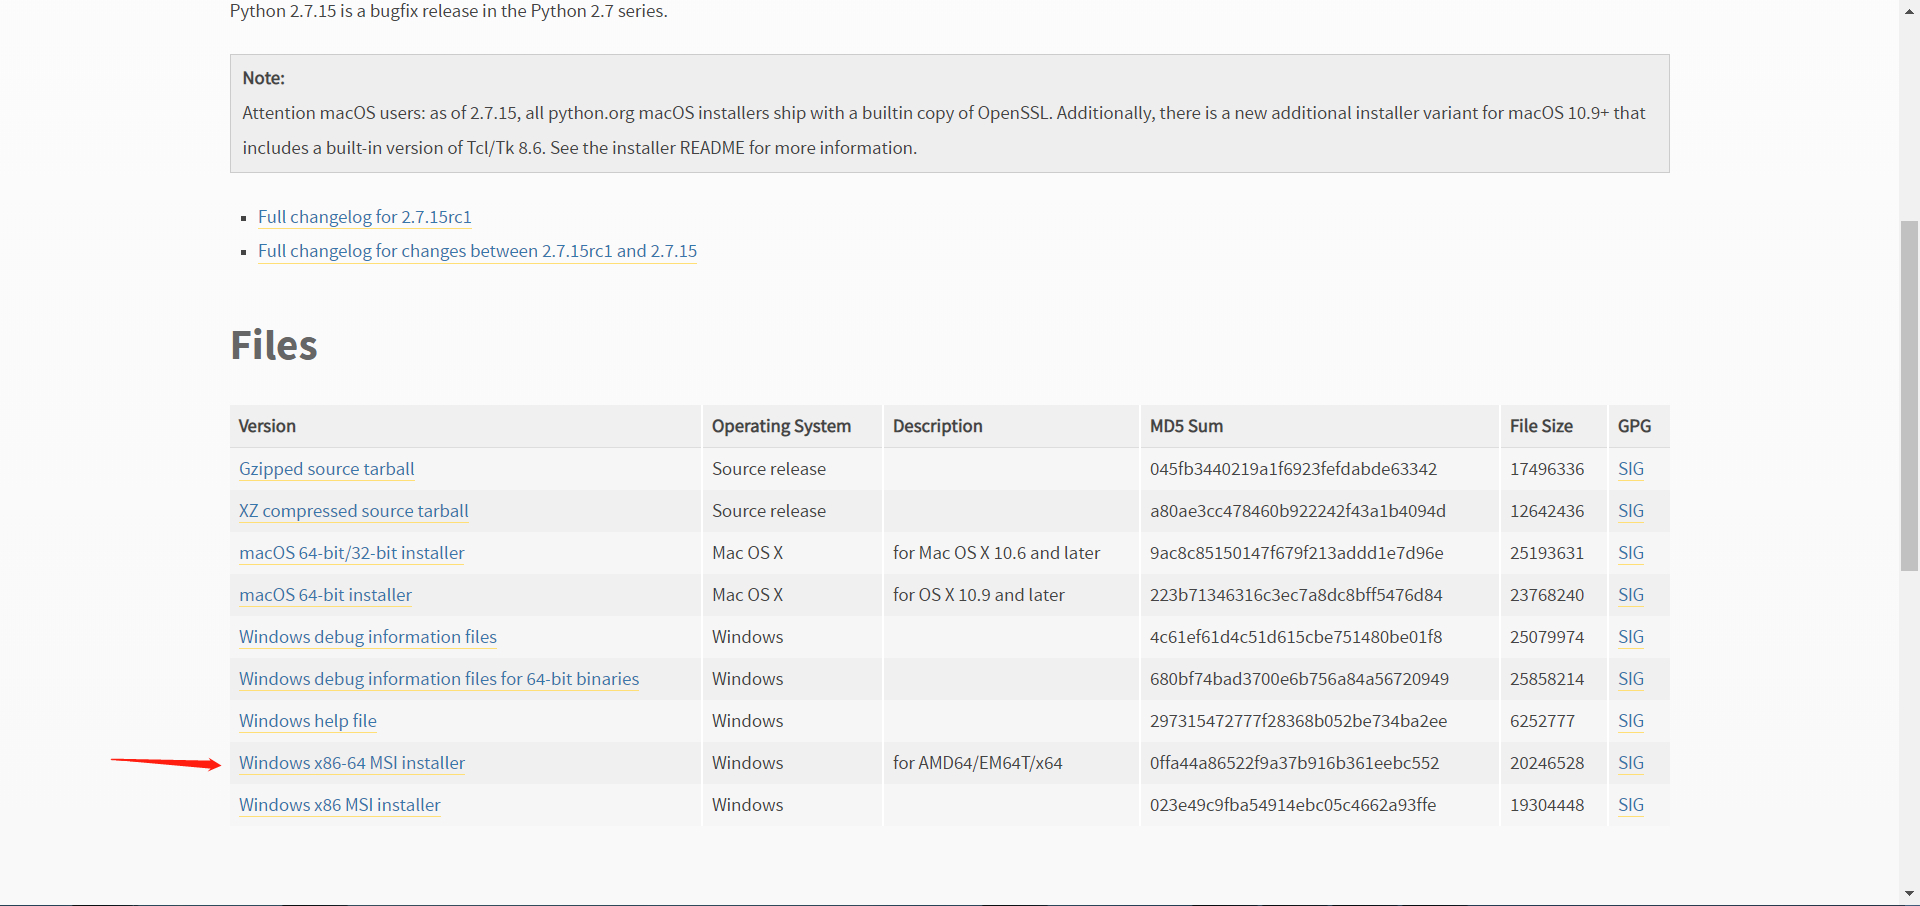 Python 2.7.15 is a bugfix release in the Python 2.7 series.
Note:
Attention macOS users: as of 2.7.15, all python.org macOS installers ship with a builtin copy of OpenSSL. Additionally, there is a new additional installer variant for macOS 10.9+ that
includes a built-in version of Tcl/Tk 8.6. See the installer README for more information.
Full changelog for 2.7.15rc1
Full changelog for changes between 2.7.15rc1 and 2.7.15
Files
Version Operating System Description MD5 Sum File Size GPG
Gzipped source tarball Source release 045fb3440219a1f6923fefdabde63342 17496336 SIG
XZ compressed source tarball Source release a80ae3cc478460b922242f43a1b4094d 12642436 SIG
macOS 64-bit/32-bit installer Mac OS X for Mac OS X 10.6 and later 9ac8c85150147f679f213addd1e7d96e 25193631 SIG
macOS 64-bit installer Mac OS X for OS X 10.9 and later 223b71346316c3ec7a8dc8bff5476d84 23768240 SIG
Windows debug information files Windows 4c61ef61d4c51d615cbe751480be01f8 25079974 SIG
Windows debug information files for 64-bit binaries Windows 680bf74bad3700e6b756a84a56720949 25858214 SIG
Windows help file Windows 297315472777f28368b052be734ba2ee 6252777 SIG
Windows x86-64 MSI installer Windows for AMD64/EM64T/x64 0ffa44a86522f9a37b916b361eebc552 20246528 SIG
Windows x86 MSI installer Windows 023e49c9fba54914ebc05c4662a93ffe 19304448 SIG